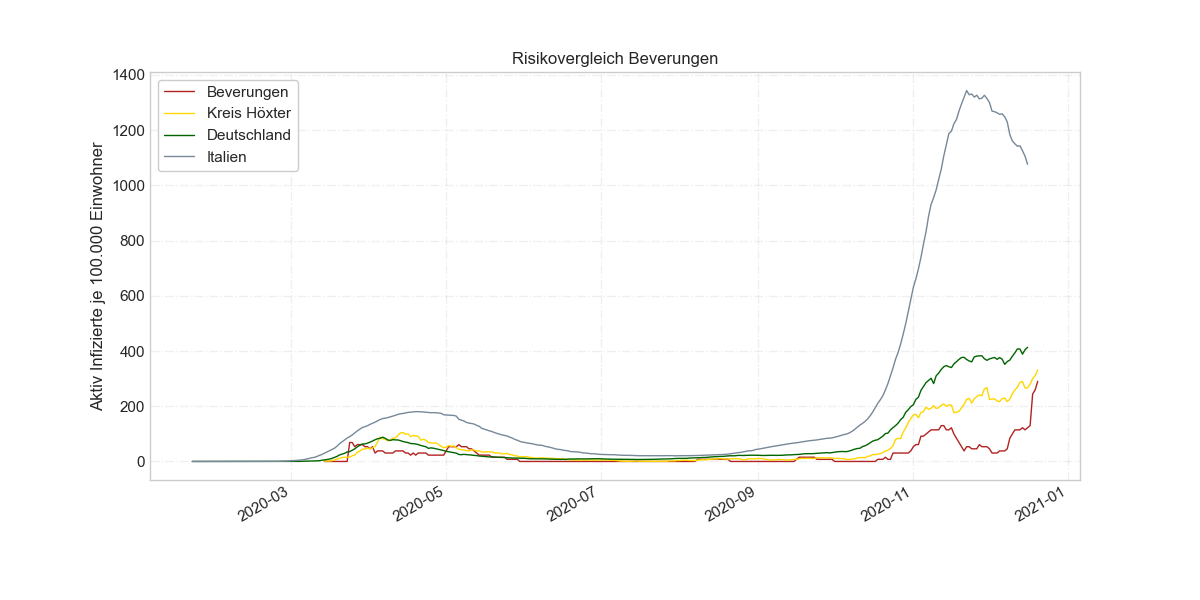 Risikovergleich Beverungen
Aktiv Infizierte je 100.000 Einwohner
1400
1200
1000
800
600
400
200
0
Beverungen
Kreis Höxter
Deutschland
Italien
2020-03
2020-05
2020-07
2020-09
2020-11
2021-01